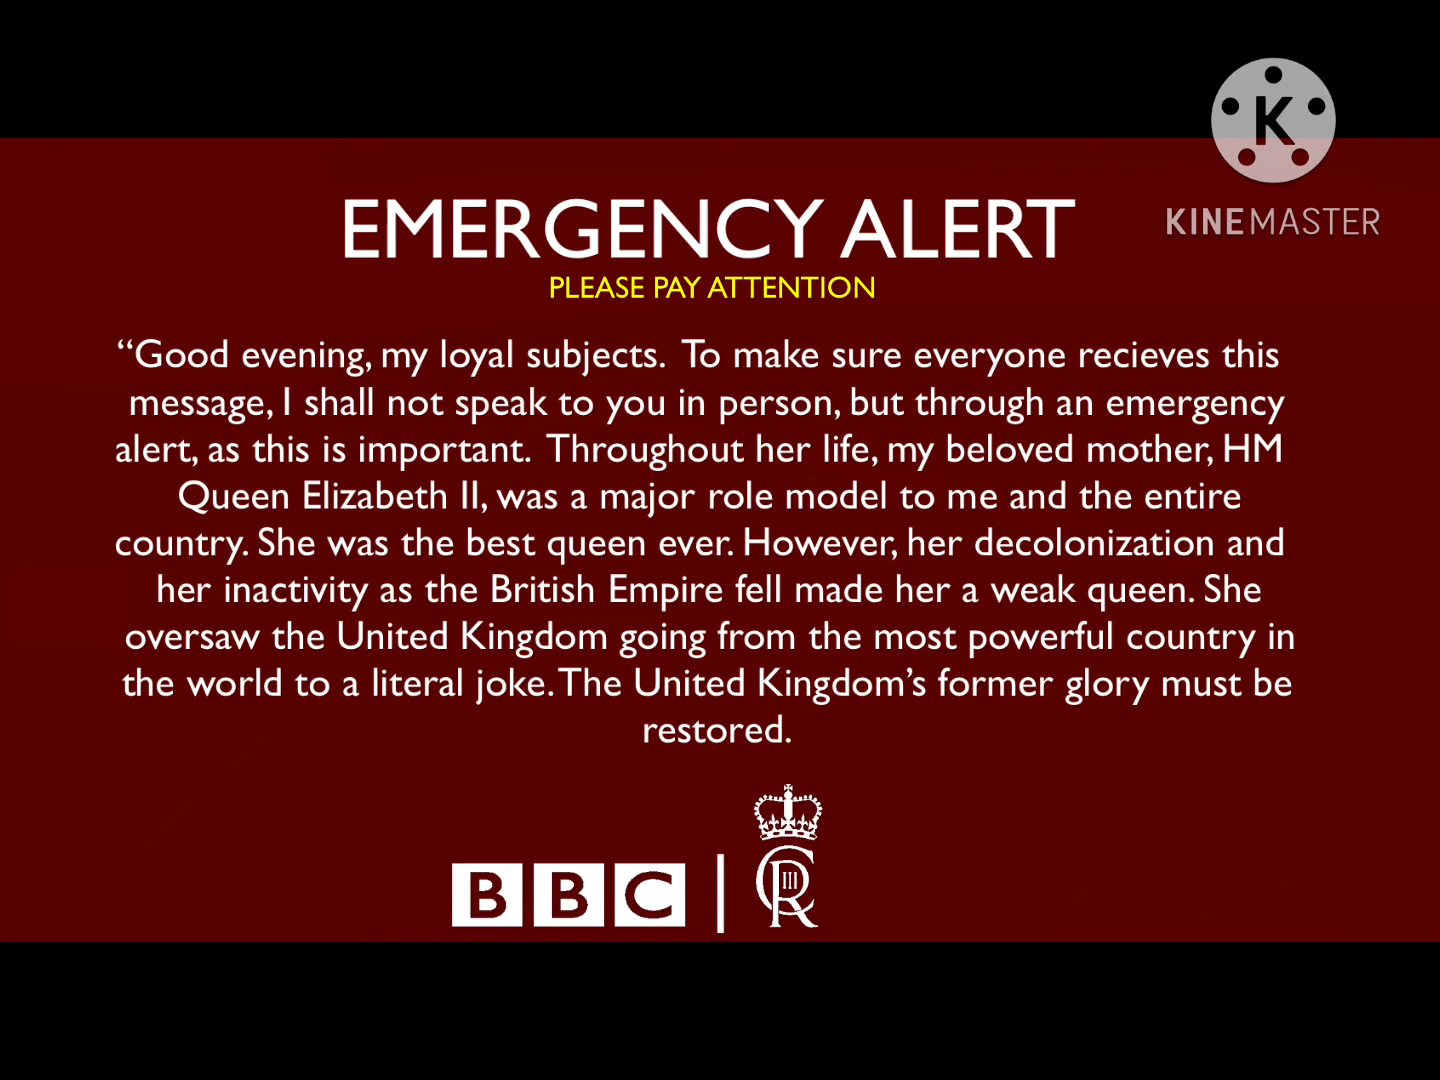 K
KINEMASTER
EMERGENCY ALERT
PLEASE PAY ATTENTION
“Good evening, my loyal subjects. To make sure everyone recieves this
message, I shall not speak to you in person, but through an emergency
alert, as this is important. Throughout her life, my beloved mother, HM
Queen Elizabeth II, was a major role model to me and the entire
country. She was the best queen ever. However, her decolonization and
her inactivity as the British Empire fell made her a weak queen. She
oversaw the United Kingdom going from the most powerful country in
the world to a literal joke. The United Kingdom’s former glory must be
restored.
BBC | CR III